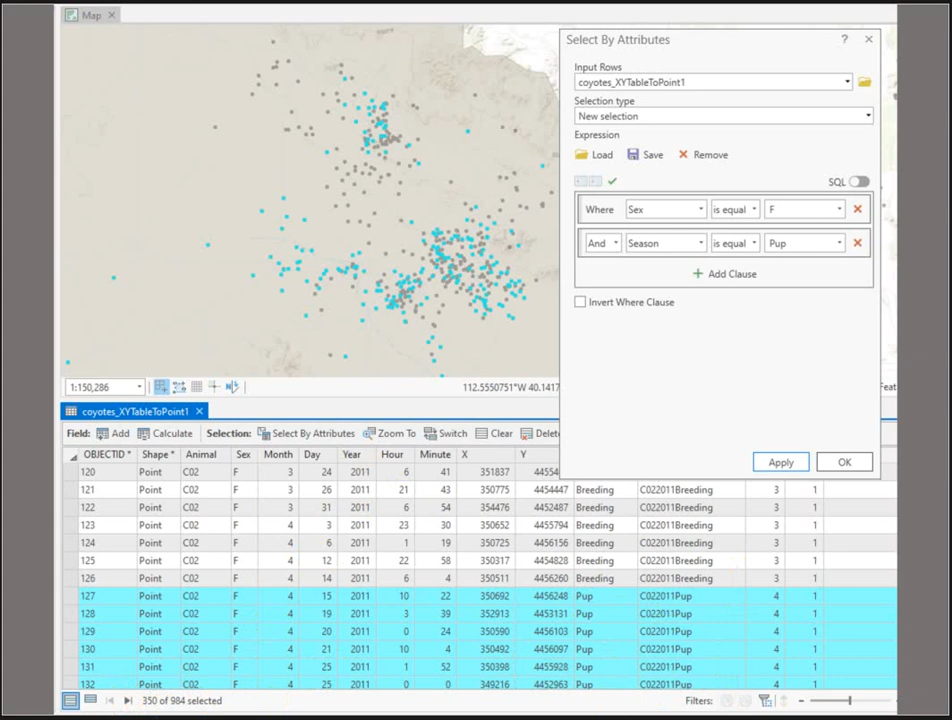 Map
Select By Attributes
?
Input Rows
coyotes_XYTableToPoint1
Selection type
New selection
Expression
Load Save Remove
SQL
Where Sex is equal F
And Season is equal Pup
Add Clause
Invert Where Clause
Apply OK
1:150,286 112.5550751°W 40.1417
coyotes_XYTableToPoint1
Field: Add Calculate Selection: Select By Attributes Zoom To Switch Clear Delet
OBJECTID * Shape * Animal Sex Month Day Year Hour Minute X Y
120 Point C02 F 3 24 2011 6 41 351837 44554
121 Point C02 F 3 26 2011 21 43 350775 4454447 Breeding C022011Breeding 3 1
122 Point C02 F 3 31 2011 6 54 354476 4452487 Breeding C022011Breeding 3 1
123 Point C02 F 4 3 2011 23 30 350652 4455794 Breeding C022011Breeding 3 1
124 Point C02 F 4 6 2011 1 19 350725 4456156 Breeding C022011Breeding 3 1
125 Point C02 F 4 12 2011 22 58 350317 4454828 Breeding C022011Breeding 3 1
126 Point C02 F 4 14 2011 6 4 350511 4456260 Breeding C022011Breeding 3 1
127 Point C02 F 4 15 2011 10 22 350692 4456248 Pup C022011Pup 4 1
128 Point C02 F 4 19 2011 3 39 352913 4453131 Pup C022011Pup 4 1
129 Point C02 F 4 20 2011 0 24 350590 4456103 Pup C022011Pup 4 1
130 Point C02 F 4 21 2011 10 4 350492 4456097 Pup C022011Pup 4 1
131 Point C02 F 4 25 2011 1 52 350398 4455928 Pup C022011Pup 4 1
132 Point C02 F 4 25 2011 0 0 349216 4452963 Pup C022011Pup 4 1
350 of 984 selected Filters: